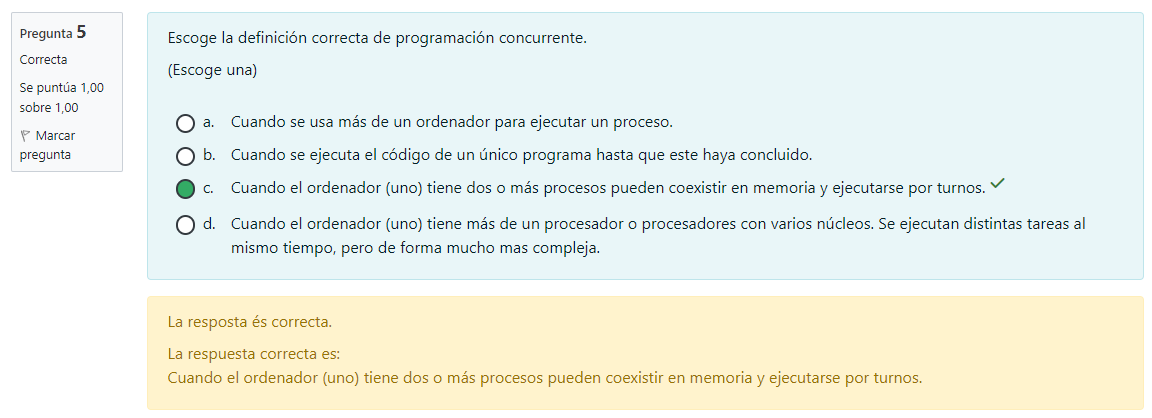 Pregunta 5
Correcta
Se puntúa 1,00
sobre 1,00
Marcar
pregunta
Escoge la definición correcta de programación concurrente.
(Escoge una)
a. Cuando se usa más de un ordenador para ejecutar un proceso.
b. Cuando se ejecuta el código de un único programa hasta que este haya concluido.
c. Cuando el ordenador (uno) tiene dos o más procesos pueden coexistir en memoria y ejecutarse por turnos.
d. Cuando el ordenador (uno) tiene más de un procesador o procesadores con varios núcleos. Se ejecutan distintas tareas al
mismo tiempo, pero de forma mucho mas compleja.
La resposta és correcta.
La respuesta correcta es:
Cuando el ordenador (uno) tiene dos o más procesos pueden coexistir en memoria y ejecutarse por turnos.